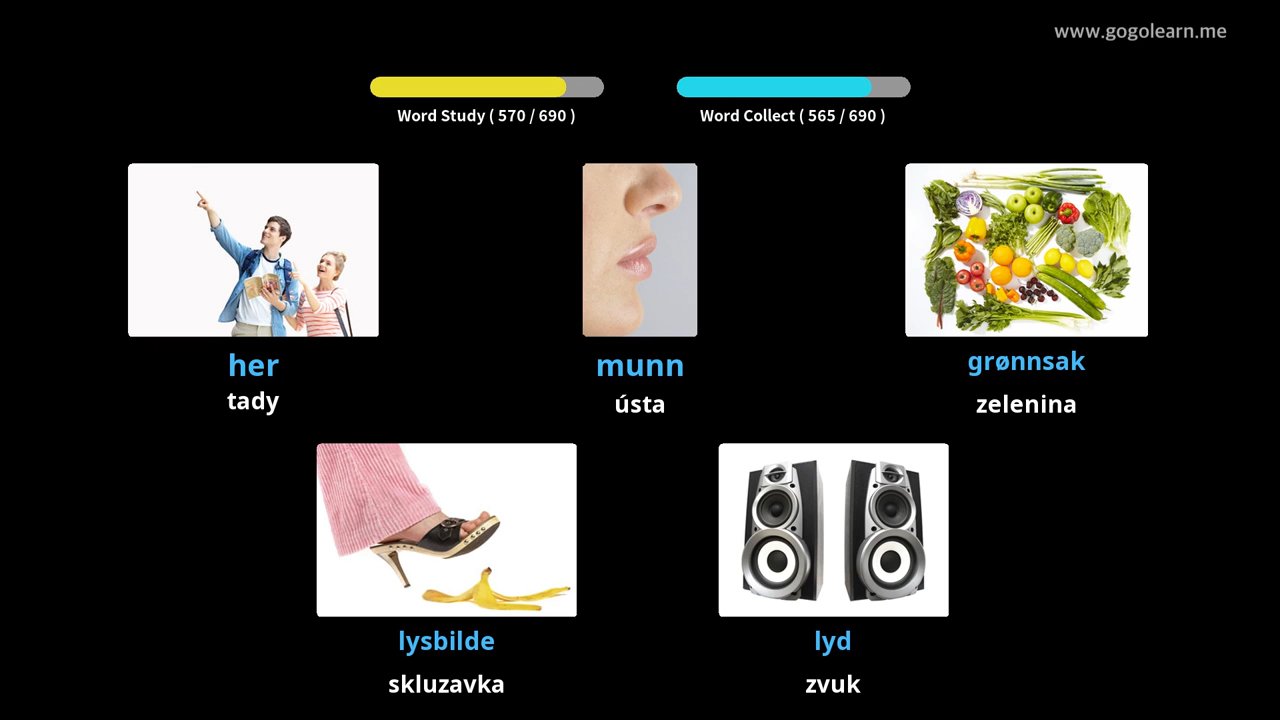 www.gogolearn.me
Word Study ( 570 / 690 )
Word Collect ( 565 / 690 )
her
tady
munn
ústa
grønnsak
zelenina
lysbilde
skluzavka
lyd
zvuk